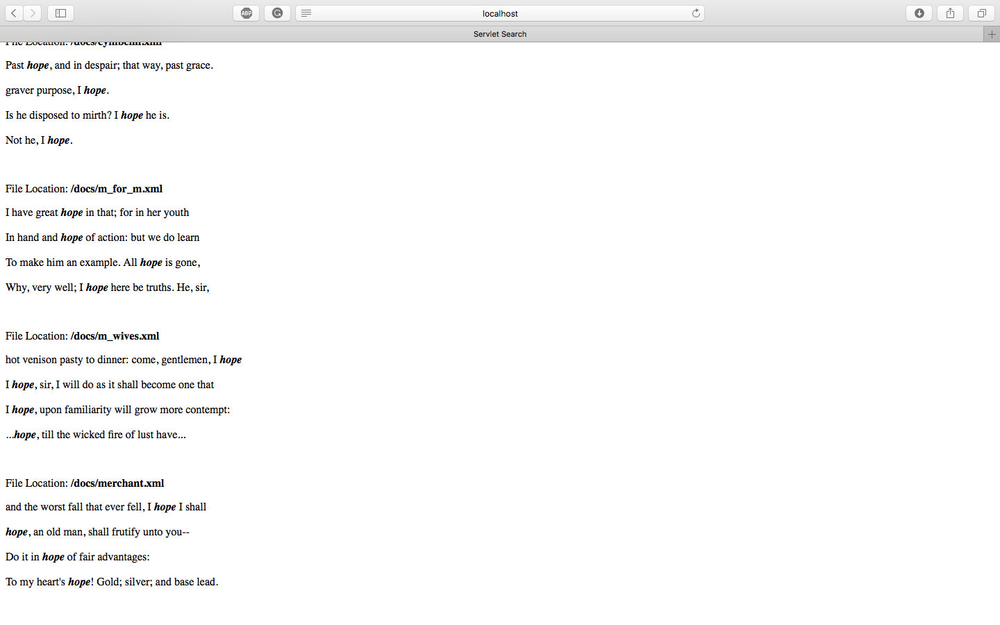 ABP
localhost
Servlet Search
File Location: /docs/cymbelin.xml
Past hope, and in despair; that way, past grace.
graver purpose, I hope.
Is he disposed to mirth? I hope he is.
Not he, I hope.
File Location: /docs/m_for_m.xml
I have great hope in that; for in her youth
In hand and hope of action: but we do learn
To make him an example. All hope is gone,
Why, very well; I hope here be truths. He, sir,
File Location: /docs/m_wives.xml
hot venison pasty to dinner: come, gentlemen, I hope
I hope, sir, I will do as it shall become one that
I hope, upon familiarity will grow more contempt:
...hope, till the wicked fire of lust have...
File Location: /docs/merchant.xml
and the worst fall that ever fell, I hope I shall
hope, an old man, shall frutify unto you--
Do it in hope of fair advantages:
To my heart's hope! Gold; silver; and base lead.